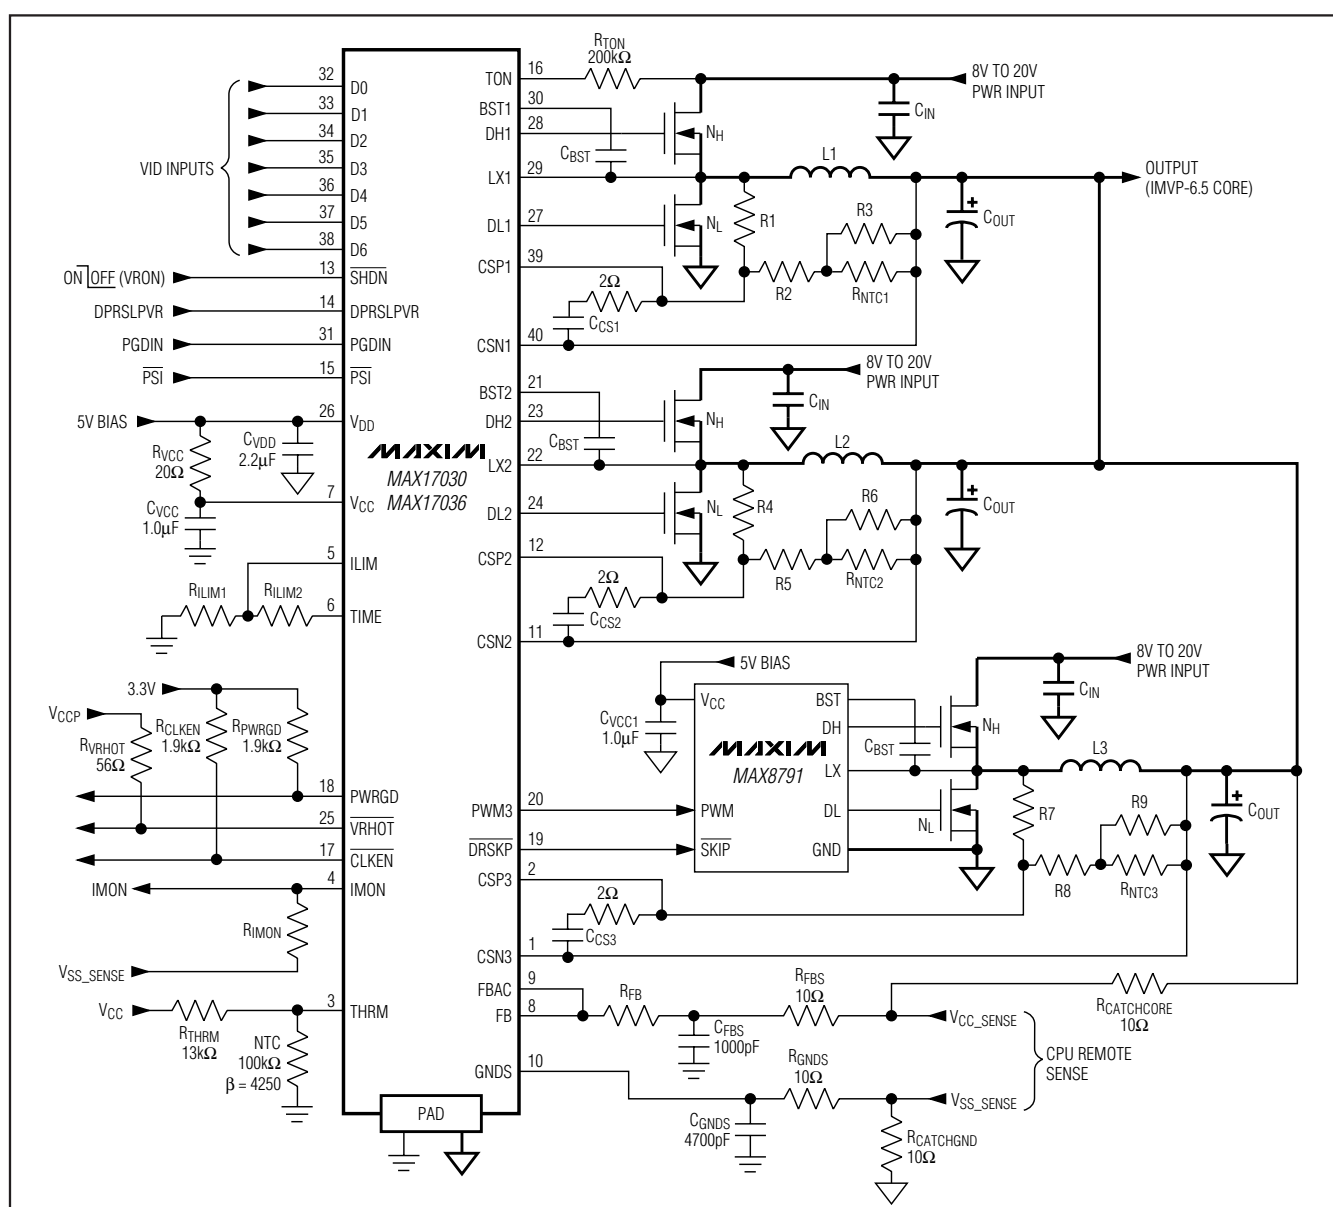 VID INPUTS
32 D0
33 D1
34 D2
35 D3
36 D4
37 D5
38 D6
ON OFF (VRON) 13 SHDN
DPRSLPVR 14 DPRSLPVR
PGDIN 31 PGDIN
PSI 15 PSI
5V BIAS 26 VDD
RVCC
20Ω
CVDD
2.2µF
7 VCC
CVCC
1.0µF
5 ILIM
RILIM1 RILIM2
6 TIME
3.3V
VCCP
RVRHOT
56Ω
RCLKEN
1.9kΩ
RPWRGD
1.9kΩ
18 PWRGD
25 VRHOT
17 CLKEN
IMON 4 IMON
RIMON
VSS_SENSE
VCC 3 THRM
RTHRM
13kΩ
NTC
100kΩ
β = 4250
MAXIM
MAX17030
MAX17036
PAD
TON 16
RTON
200kΩ
8V TO 20V
PWR INPUT
CIN
BST1 30
DH1 28
CBST
NH
LX1 29
L1
OUTPUT
(IMVP-6.5 CORE)
DL1 27
NL
R1
R3
COUT
CSP1 39
2Ω
R2
RNTC1
CCS1
CSN1 40
8V TO 20V
PWR INPUT
BST2 21
CIN
DH2 23
NH
CBST
LX2 22
L2
DL2 24
NL
R4
R6
COUT
CSP2 12
2Ω
R5
RNTC2
CCS2
CSN2 11
5V BIAS
8V TO 20V
PWR INPUT
CIN
VCC BST
CVCC1
1.0µF
DH
NH
CBST
MAXIM
MAX8791
LX
L3
PWM3 20 PWM DL
NL
R7
R9
COUT
DRSKP 19 SKIP GND
CSP3 2
2Ω
R8
RNTC3
CCS3
CSN3 1
FBAC 9
FB 8
RFB
RFBS
10Ω
RCATCHCORE
10Ω
CFBS
1000pF
VCC_SENSE
CPU REMOTE
SENSE
GNDS 10
RGNDS
10Ω
VSS_SENSE
CGNDS
4700pF
RCATCHGND
10Ω